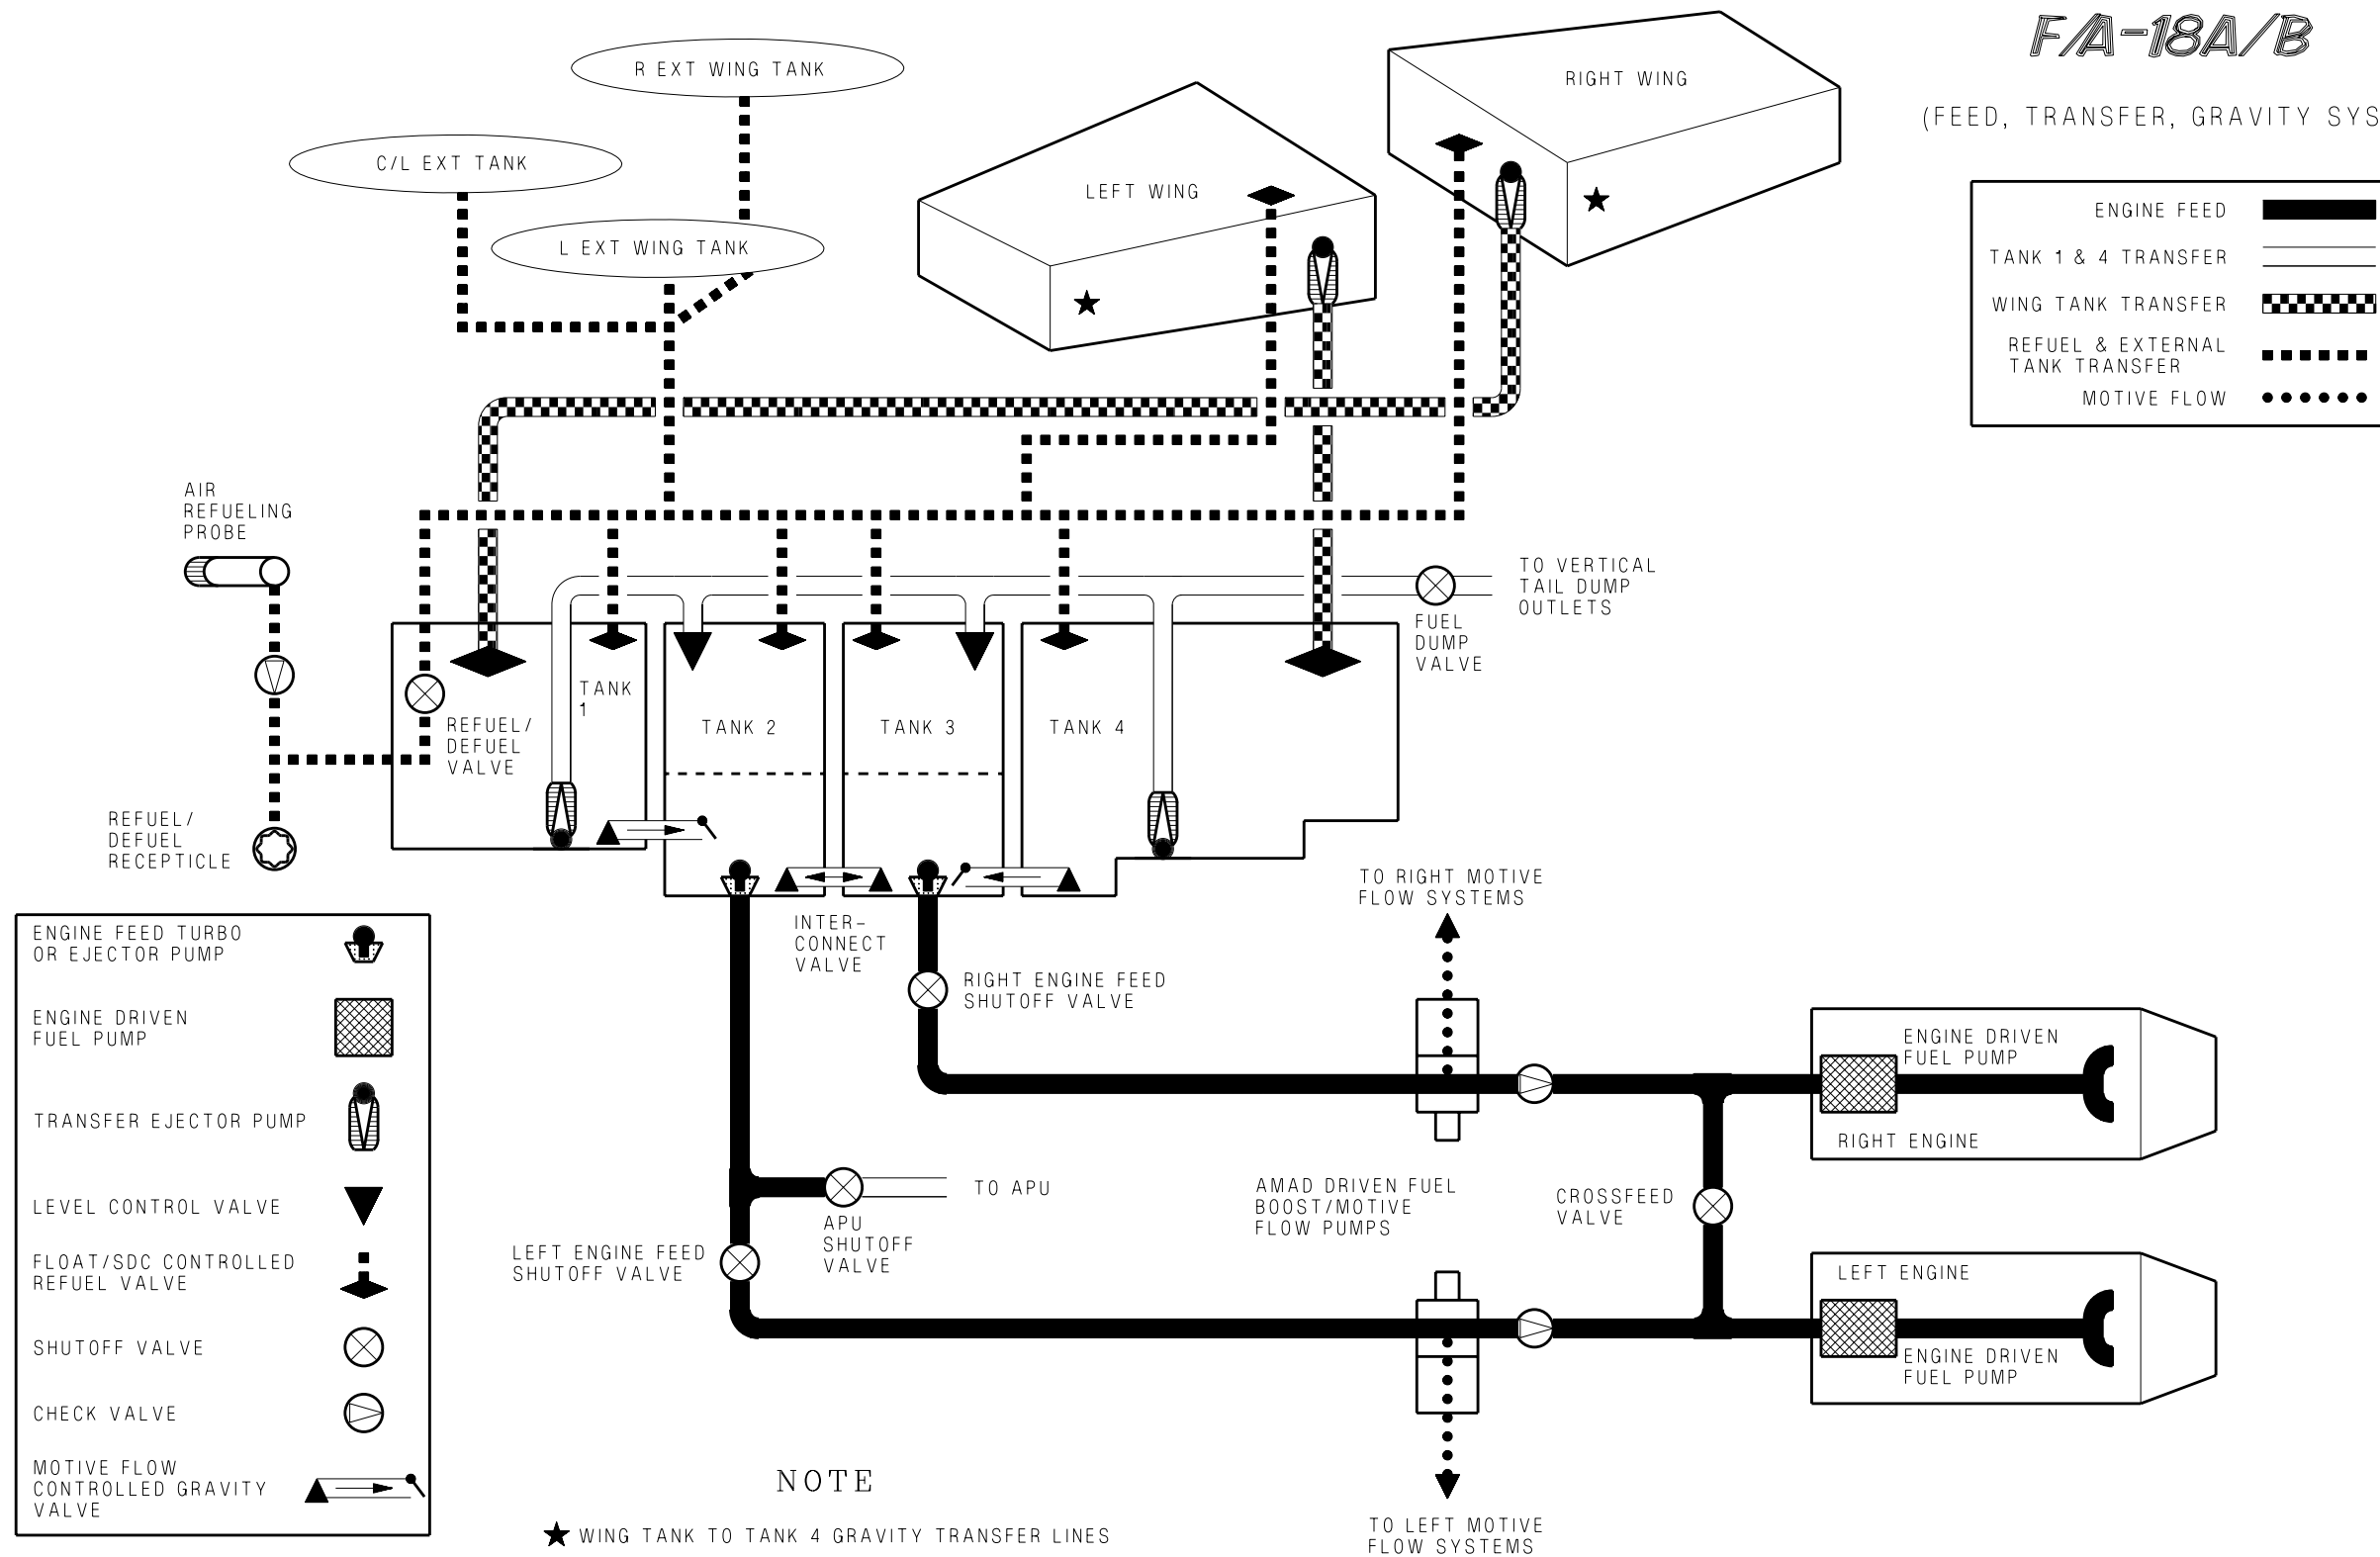 F/A-18A/B
(FEED, TRANSFER, GRAVITY SYS
R EXT WING TANK
C/L EXT TANK
L EXT WING TANK
LEFT WING
RIGHT WING
ENGINE FEED
TANK 1 & 4 TRANSFER
WING TANK TRANSFER
REFUEL & EXTERNAL
TANK TRANSFER
MOTIVE FLOW
AIR
REFUELING
PROBE
TO VERTICAL
TAIL DUMP
OUTLETS
FUEL
DUMP
VALVE
TANK
1
REFUEL/
DEFUEL
VALVE
TANK 2
TANK 3
TANK 4
REFUEL/
DEFUEL
RECEPTICLE
INTER-
CONNECT
VALVE
RIGHT ENGINE FEED
SHUTOFF VALVE
TO RIGHT MOTIVE
FLOW SYSTEMS
ENGINE DRIVEN
FUEL PUMP
RIGHT ENGINE
TO APU
APU
SHUTOFF
VALVE
LEFT ENGINE FEED
SHUTOFF VALVE
AMAD DRIVEN FUEL
BOOST/MOTIVE
FLOW PUMPS
CROSSFEED
VALVE
LEFT ENGINE
ENGINE DRIVEN
FUEL PUMP
TO LEFT MOTIVE
FLOW SYSTEMS
ENGINE FEED TURBO
OR EJECTOR PUMP
ENGINE DRIVEN
FUEL PUMP
TRANSFER EJECTOR PUMP
LEVEL CONTROL VALVE
FLOAT/SDC CONTROLLED
REFUEL VALVE
SHUTOFF VALVE
CHECK VALVE
MOTIVE FLOW
CONTROLLED GRAVITY
VALVE
NOTE
★ WING TANK TO TANK 4 GRAVITY TRANSFER LINES